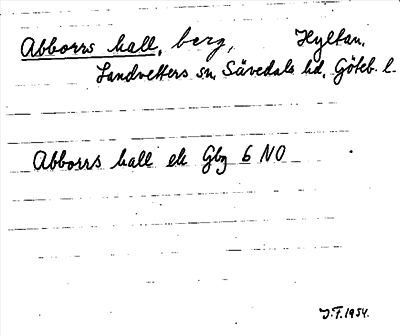 Abborrs hall, berg, Hyltan.
Landvetters sn, Sävedals hd, Göteb. l.
Abborrs hall ek Gbg 6 NO
J.F. 1954.